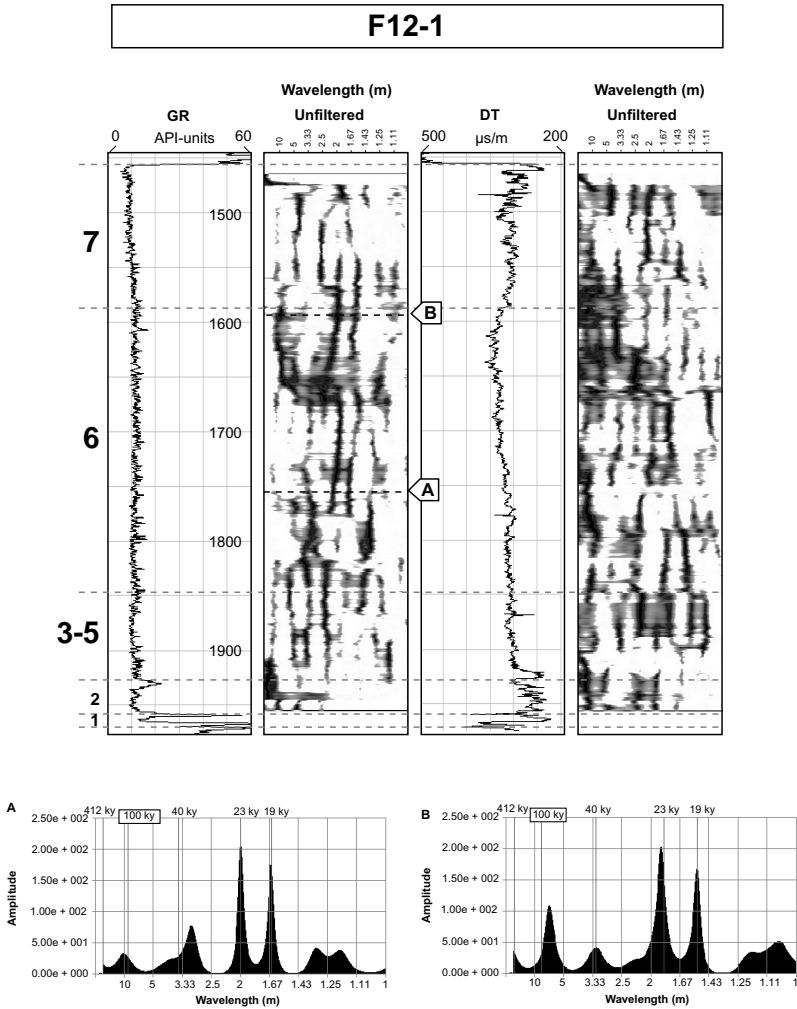 F12-1
Wavelength (m)
Wavelength (m)
GR
Unfiltered
DT
Unfiltered
0 API-units 60
10 5 3.33 2.5 2 1.67 1.43 1.25 1.11
500 µs/m 200
10 5 3.33 2.5 2 1.67 1.43 1.25 1.11
1500
7
B
1600
1700
6
A
1800
3-5
1900
2
1
A
412 ky 100 ky 40 ky 23 ky 19 ky
2.50e + 002
2.00e + 002
1.50e + 002
1.00e + 002
5.00e + 001
0.00e + 000
Amplitude
10 5 3.33 2.5 2 1.67 1.43 1.25 1.11 1
Wavelength (m)
B
412 ky 100 ky 40 ky 23 ky 19 ky
2.50e + 002
2.00e + 002
1.50e + 002
1.00e + 002
5.00e + 001
0.00e + 000
Amplitude
10 5 3.33 2.5 2 1.67 1.43 1.25 1.11 1
Wavelength (m)